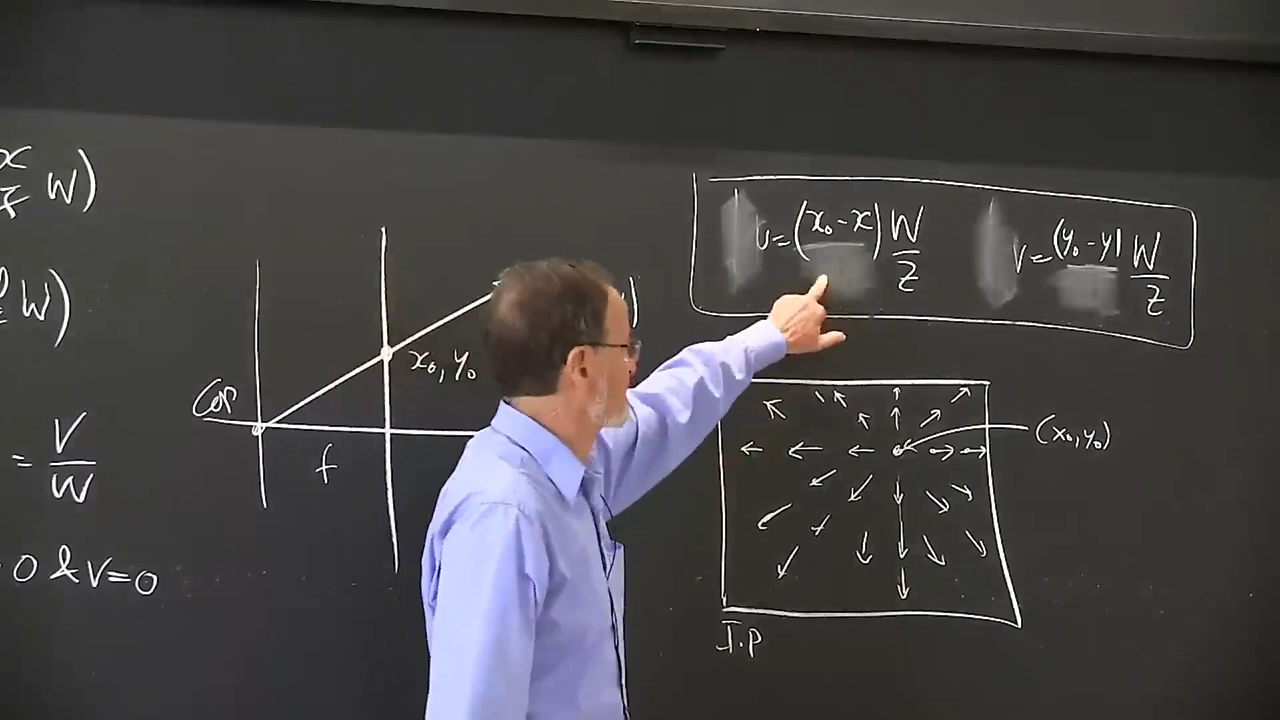 x/z W)
W)
= V/W
0 & V=0
COP
f
x₀, y₀
)
U=(x₀-x) W/Z
V=(y₀-y) W/Z
(x₀,y₀)
I.P